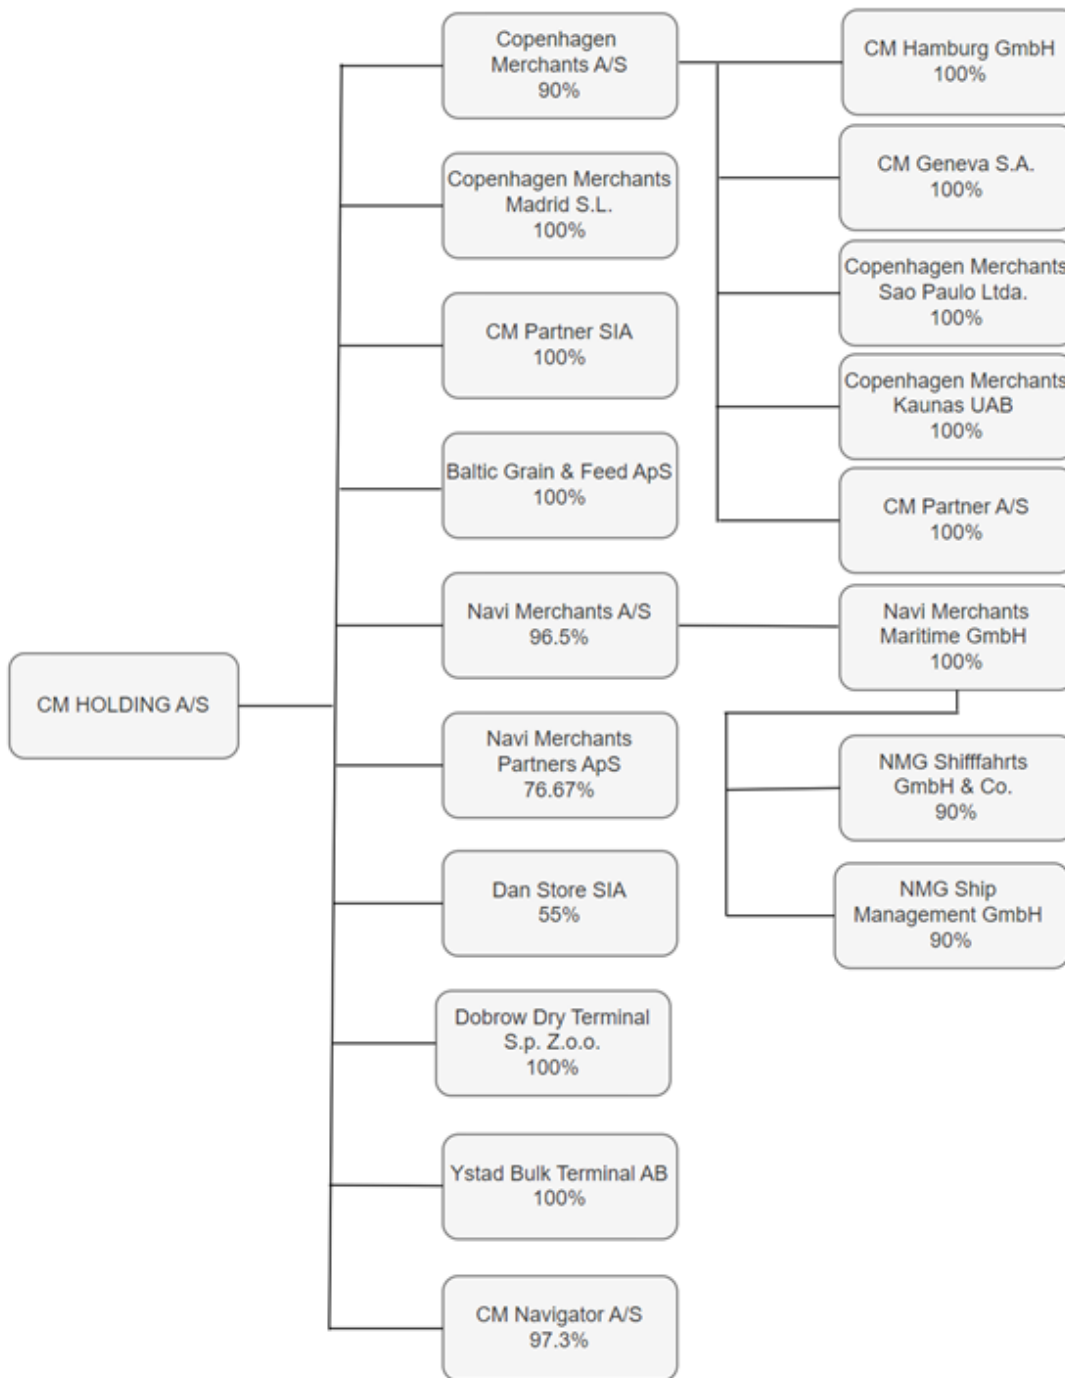 CM HOLDING A/S
Copenhagen
Merchants A/S
90%
Copenhagen Merchants
Madrid S.L.
100%
CM Partner SIA
100%
Baltic Grain & Feed ApS
100%
Navi Merchants A/S
96.5%
Navi Merchants
Partners ApS
76.67%
Dan Store SIA
55%
Dobrow Dry Terminal
S.p. Z.o.o.
100%
Ystad Bulk Terminal AB
100%
CM Navigator A/S
97.3%
CM Hamburg GmbH
100%
CM Geneva S.A.
100%
Copenhagen Merchants
Sao Paulo Ltda.
100%
Copenhagen Merchants
Kaunas UAB
100%
CM Partner A/S
100%
Navi Merchants
Maritime GmbH
100%
NMG Shifffahrts
GmbH & Co.
90%
NMG Ship
Management GmbH
90%